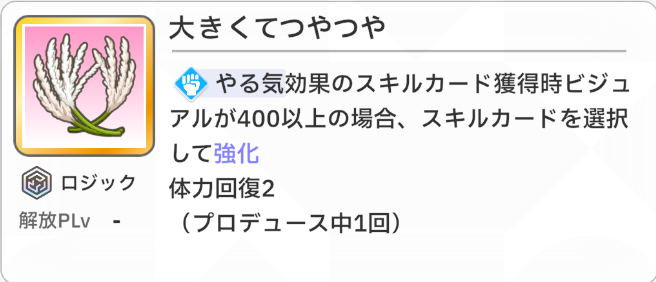 大きくてつやつや
やる気効果のスキルカード獲得時ビジュ
アルが400以上の場合、スキルカードを選択
して強化
体力回復2
（プロデュース中1回）
ロジック
解放PLv -